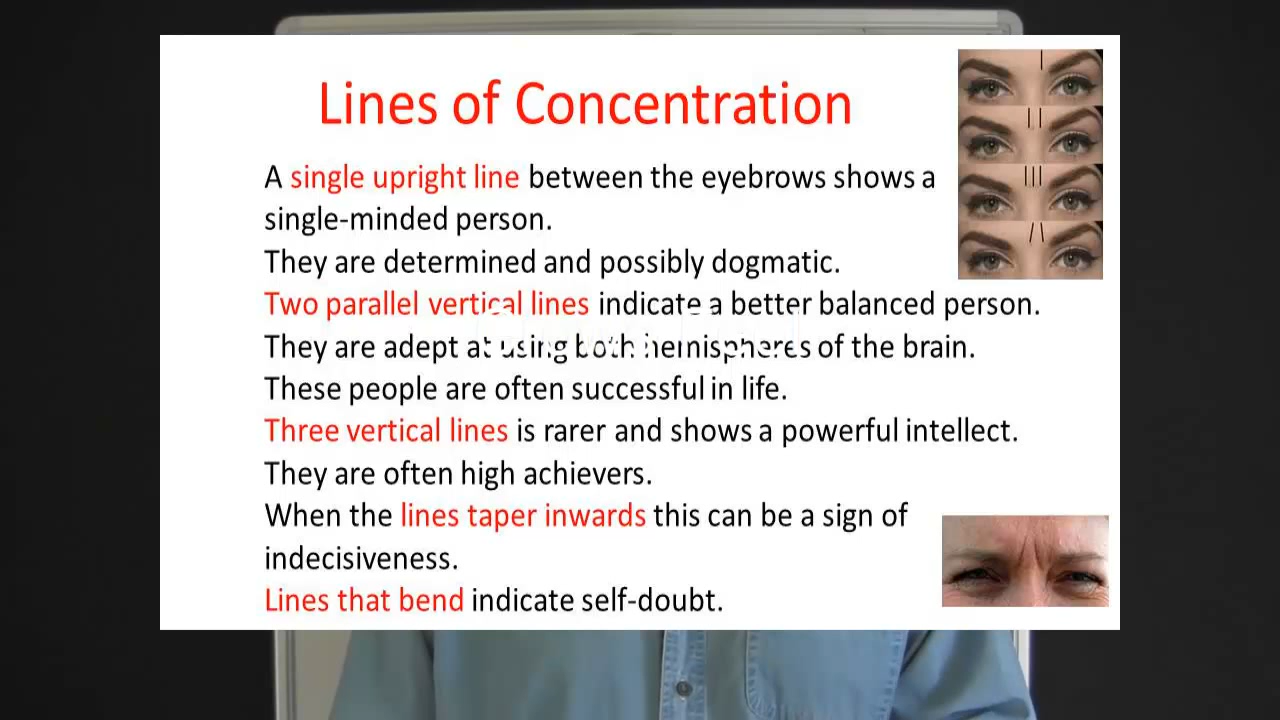 Lines of Concentration
A single upright line between the eyebrows shows a
single-minded person.
They are determined and possibly dogmatic.
Two parallel vertical lines indicate a better balanced person.
They are adept at using both hemispheres of the brain.
These people are often successful in life.
Three vertical lines is rarer and shows a powerful intellect.
They are often high achievers.
When the lines taper inwards this can be a sign of
indecisiveness.
Lines that bend indicate self-doubt.